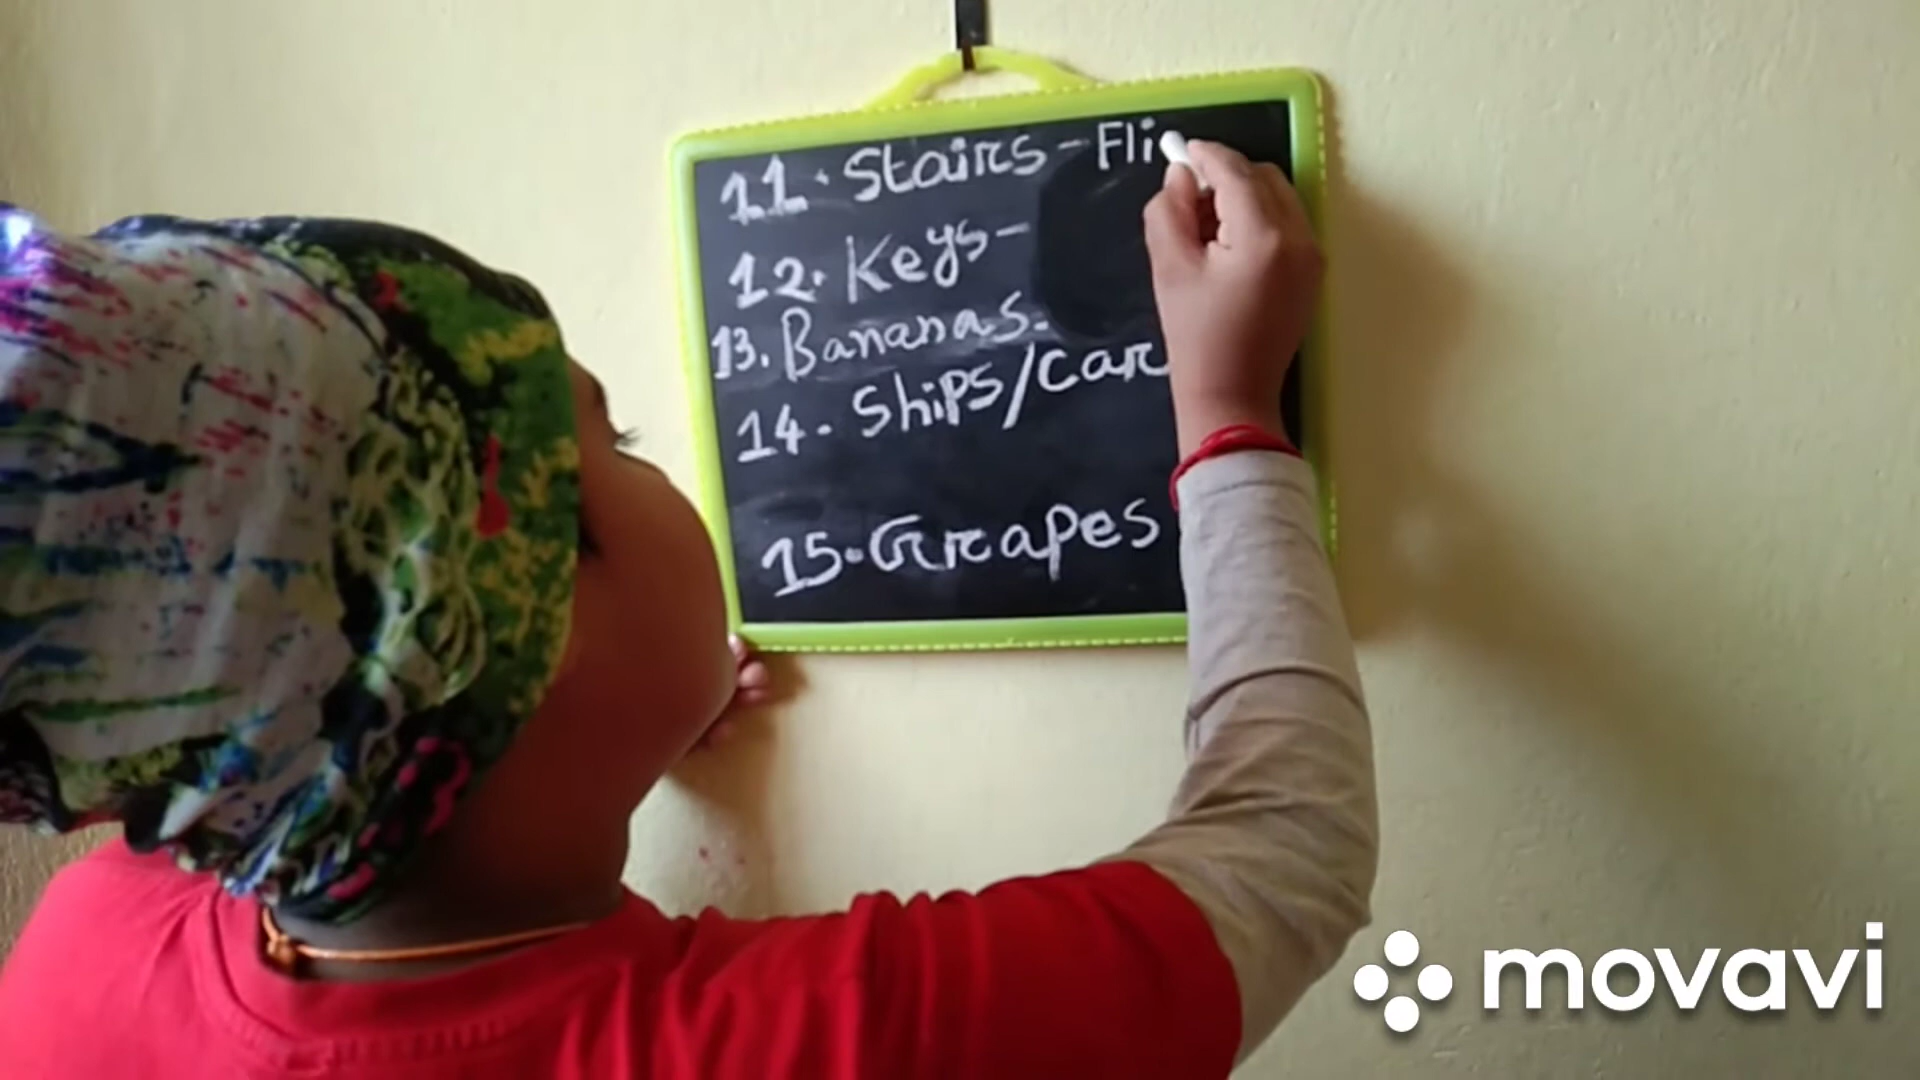 11. Stairs - Fli
12. Keys -
13. Bananas -
14. Ships/Car
15. Grapes
movavi